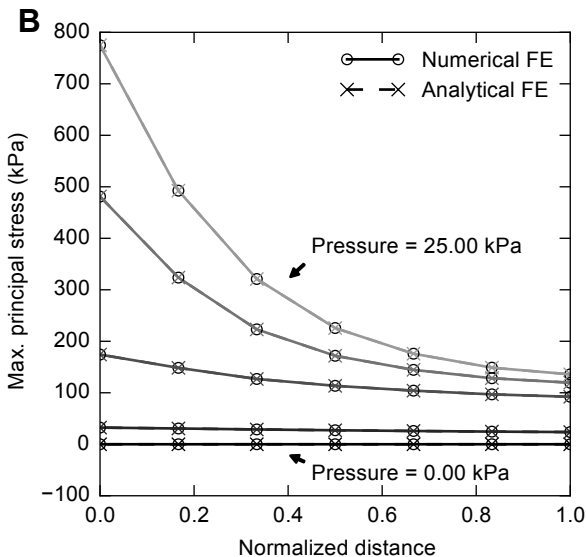 B
800
700
600
500
400
300
200
100
0
−100
Max. principal stress (kPa)
Numerical FE
Analytical FE
Pressure = 25.00 kPa
Pressure = 0.00 kPa
0.0 0.2 0.4 0.6 0.8 1.0
Normalized distance